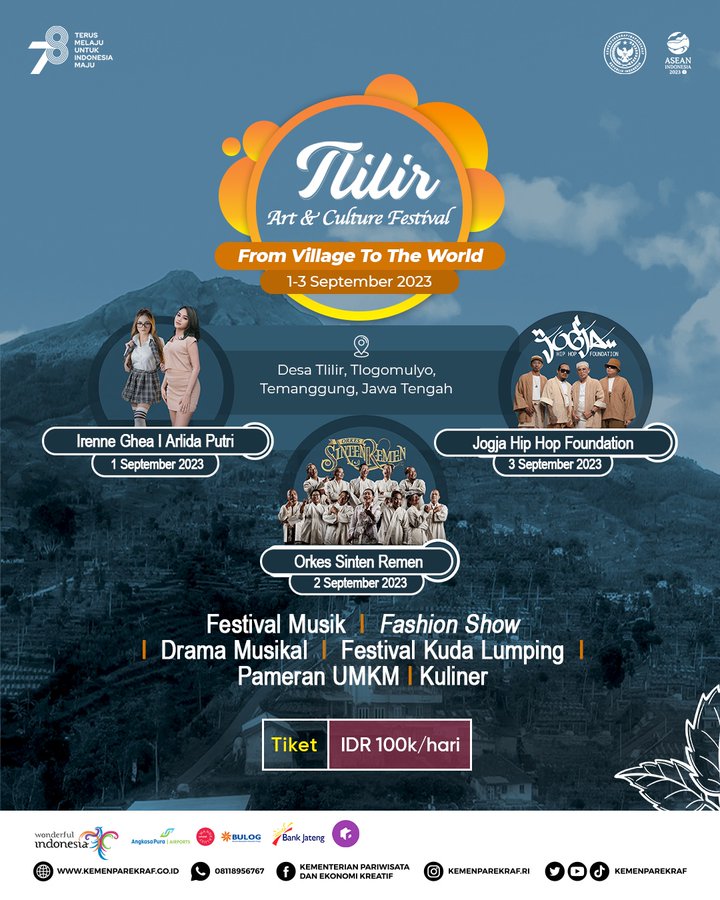 78 TERUS
MELAJU
UNTUK
INDONESIA
MAJU
ASEAN
INDONESIA
2023
Tlilir
Art & Culture Festival
From Village To The World
1-3 September 2023
Desa Tlilir, Tlogomulyo,
Temanggung, Jawa Tengah
JOGJA
HIP HOP FOUNDATION
Irenne Ghea I Arlida Putri
1 September 2023
Jogja Hip Hop Foundation
3 September 2023
ORKES
SINTEN REMEN
Orkes Sinten Remen
2 September 2023
Festival Musik | Fashion Show
| Drama Musikal | Festival Kuda Lumping |
Pameran UMKM | Kuliner
Tiket IDR 100k/hari
wonderful
indonesia
AngkasaPura | AIRPORTS
BULOG
Bank Jateng
WWW.KEMENPAREKRAF.GO.ID
08118956767
KEMENTERIAN PARIWISATA
DAN EKONOMI KREATIF
KEMENPAREKRAF.RI
KEMENPAREKRAF